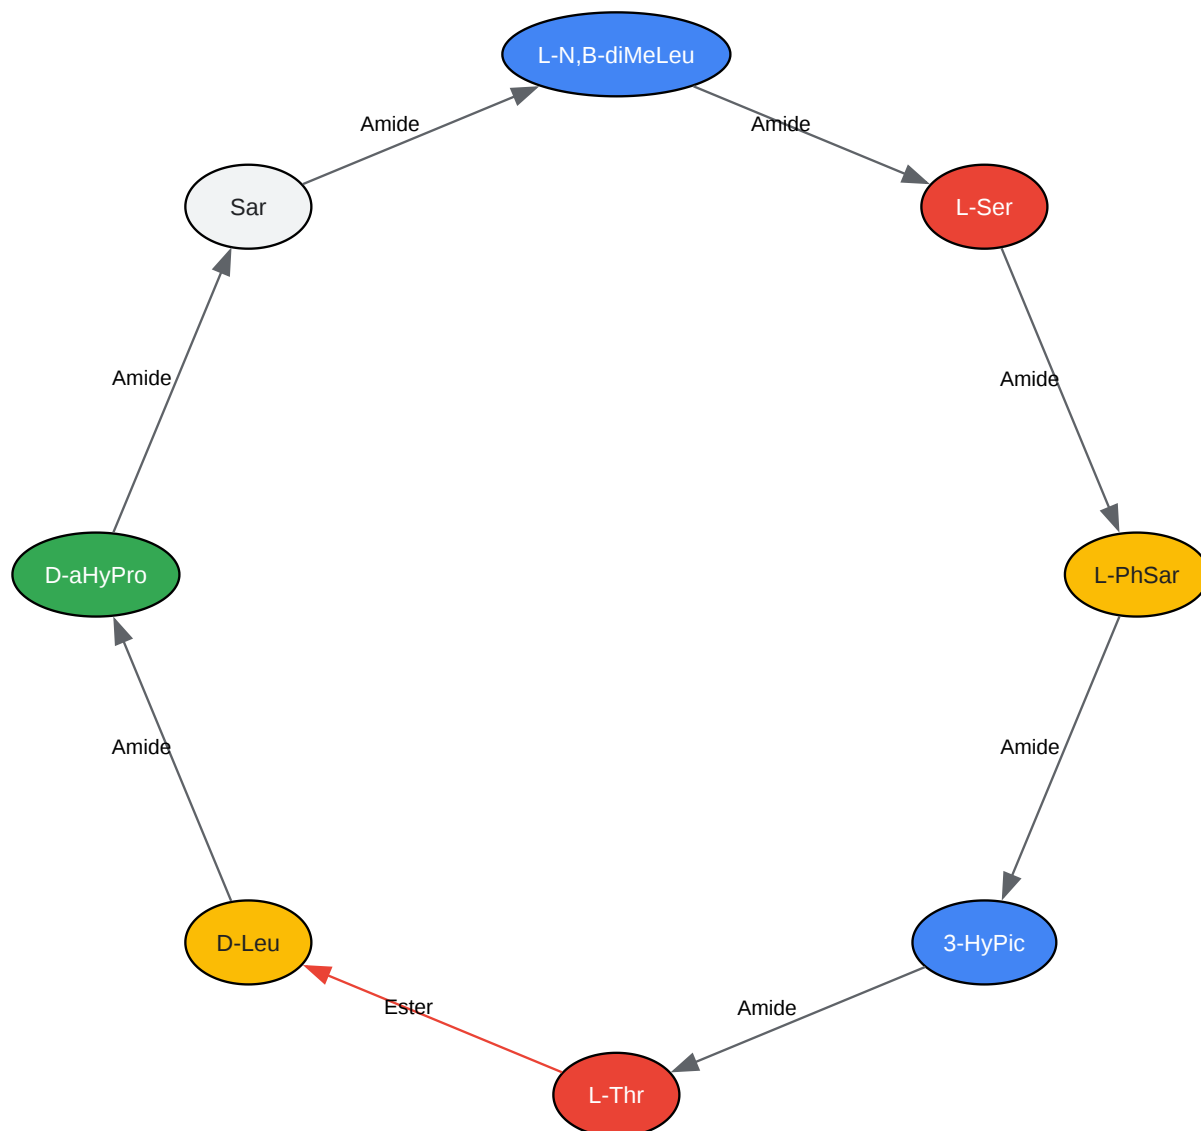 L-N,B-diMeLeu
Amide
Amide
Sar
L-Ser
Amide
Amide
D-aHyPro
L-PhSar
Amide
Amide
D-Leu
3-HyPic
Ester
Amide
L-Thr